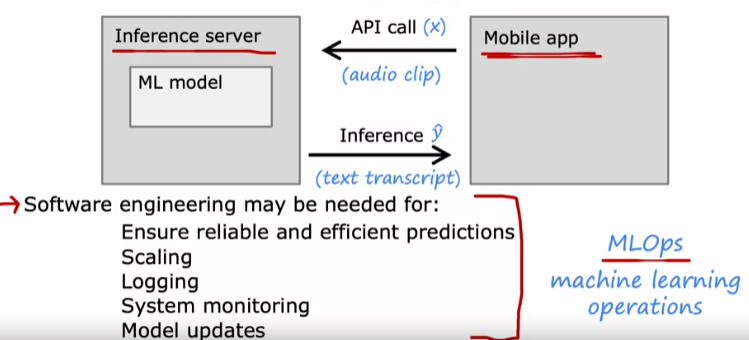 Inference server
ML model
API call (x)
(audio clip)
Inference ŷ
(text transcript)
Mobile app
→Software engineering may be needed for:
Ensure reliable and efficient predictions
Scaling
Logging
System monitoring
Model updates
MLOps
machine learning
operations